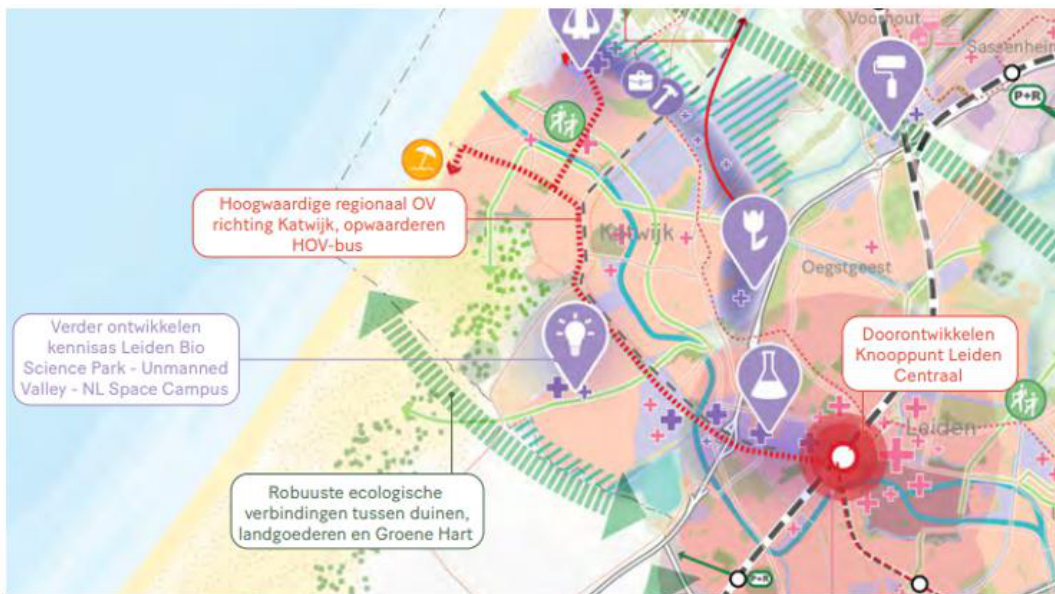 Voorhout
Sassenheim
P+R
Hoogwaardige regionaal OV
richting Katwijk, opwaarderen
HOV-bus
Katwijk
Oegstgeest
Verder ontwikkelen
kennisas Leiden Bio
Science Park - Unmanned
Valley - NL Space Campus
Doorontwikkelen
Knooppunt Leiden
Centraal
Leiden
Robuuste ecologische
verbindingen tussen duinen,
landgoederen en Groene Hart
P+R